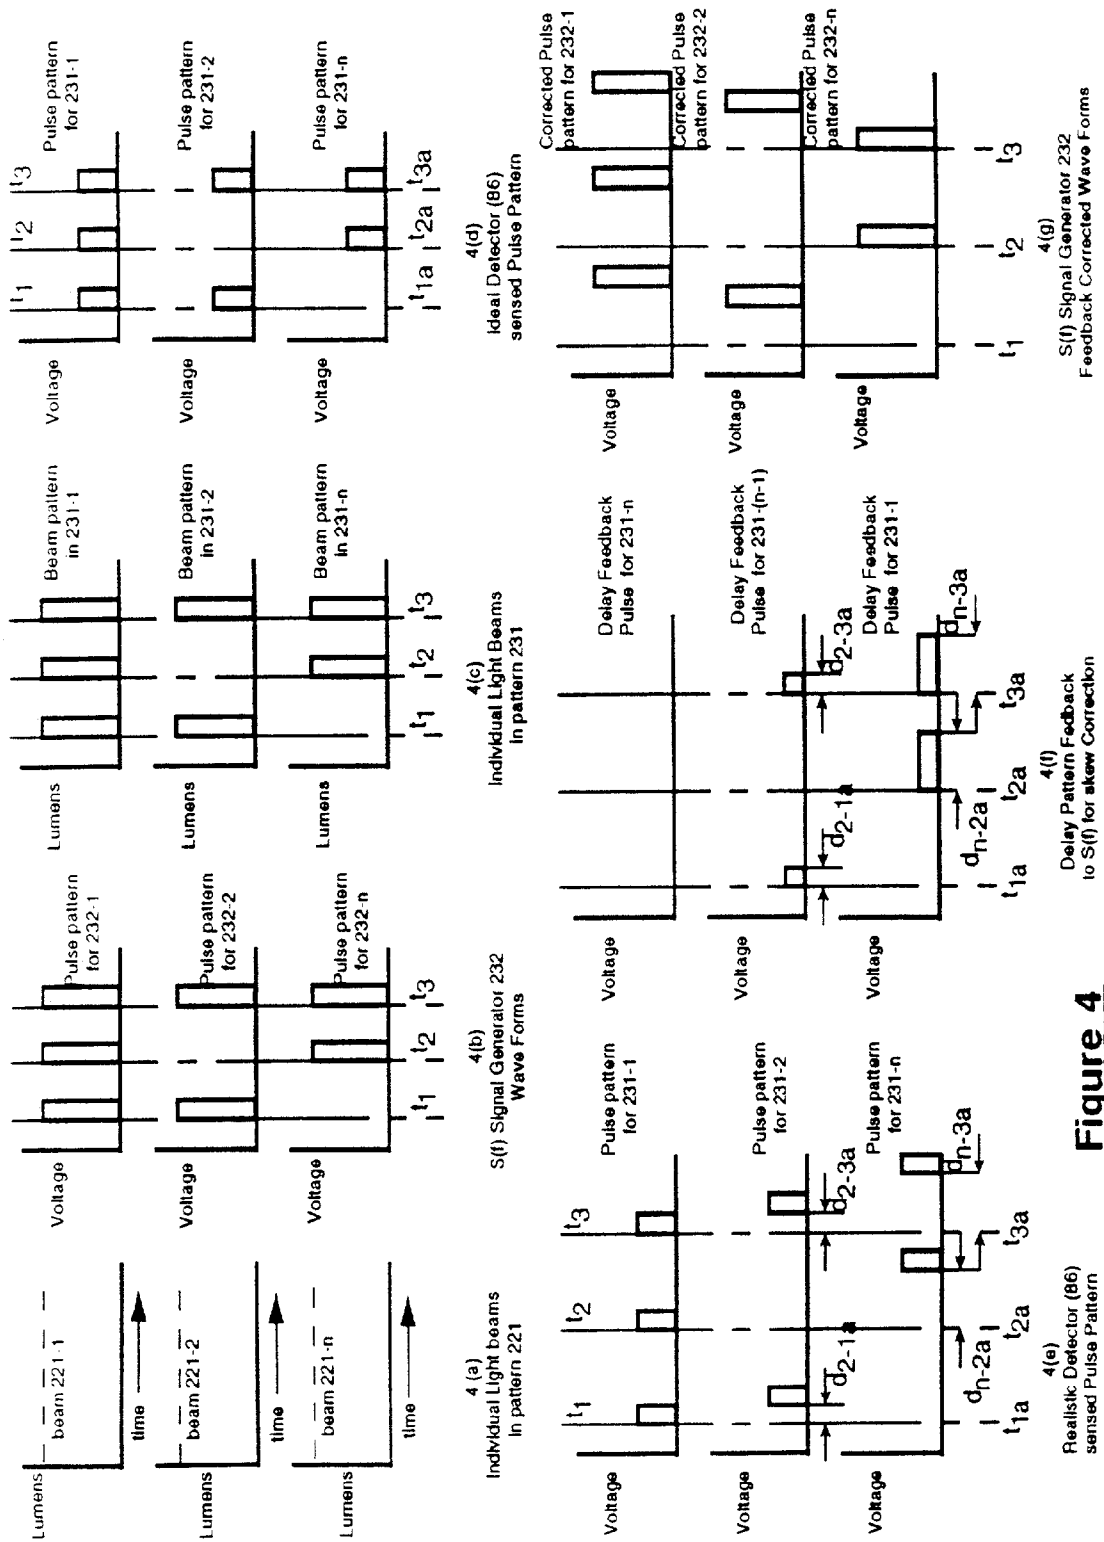 Lumens
beam 221-1
time
Lumens
beam 221-2
time
Lumens
beam 221-n
time
4 (a)
Individual Light beams
in pattern 221
Voltage
Pulse pattern
for 232-1
Voltage
Pulse pattern
for 232-2
Voltage
Pulse pattern
for 232-n
t1
t2
t3
4(b)
S(f) Signal Generator 232
Wave Forms
Lumens
Beam pattern
in 231-1
Lumens
Beam pattern
in 231-2
Lumens
Beam pattern
in 231-n
t1
t2
t3
4(c)
Individual Light Beams
in pattern 231
t1
t2
t3
Voltage
Pulse pattern
for 231-1
Voltage
Pulse pattern
for 231-2
Voltage
Pulse pattern
for 231-n
t1a
t2a
t3a
4(d)
Ideal Detector (86)
sensed Pulse Pattern
t1
t2
t3
Voltage
Pulse pattern
for 231-1
Voltage
Pulse pattern
for 231-2
d2-1a
d2-3a
Voltage
Pulse pattern
for 231-n
dn-2a
dn-3a
t1a
t2a
t3a
4(e)
Realistic Detector (86)
sensed Pulse Pattern
Voltage
Delay Feedback
Pulse for 231-n
Voltage
Delay Feedback
Pulse for 231-(n-1)
d2-1a
d2-3a
Voltage
Delay Feedback
Pulse for 231-1
dn-2a
dn-3a
t1a
t2a
t3a
4(f)
Delay Pattern Fedback
to S(f) for skew Correction
Voltage
Corrected Pulse
pattern for 232-1
Voltage
Corrected Pulse
pattern for 232-2
Voltage
Corrected Pulse
pattern for 232-n
t1
t2
t3
4(g)
S(f) Signal Generator 232
Feedback Corrected Wave Forms
Figure 4